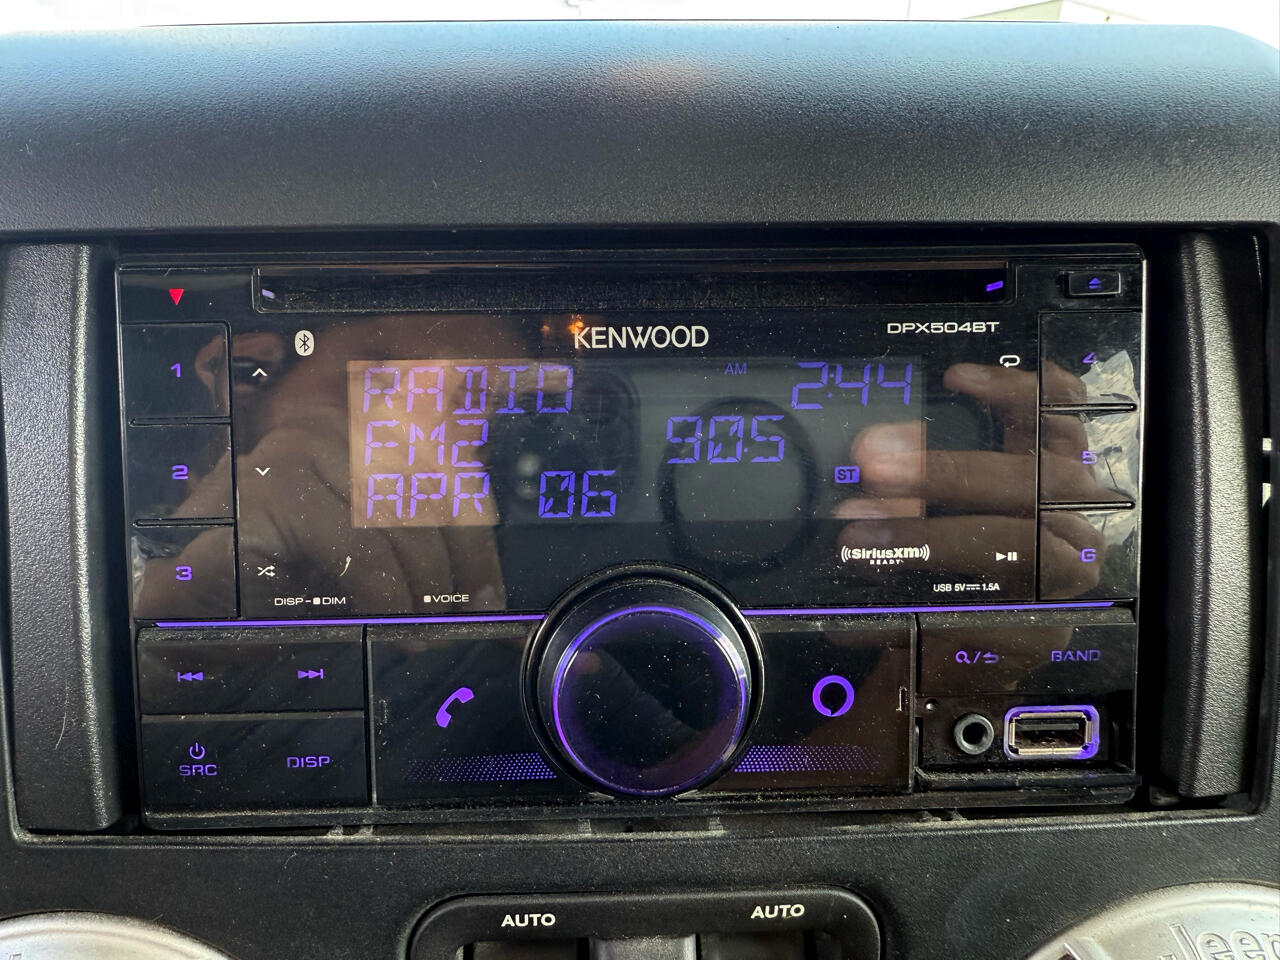 KENWOOD
DPX504BT
1
2
3
RADIO AM 2:44
FM2 90.5
APR 06 ST
4
5
6
((SiriusXM))
READY
USB 5V 1.5A
DISP DIM
VOICE
SRC
DISP
Q/
BAND
AUTO
AUTO
Jeep